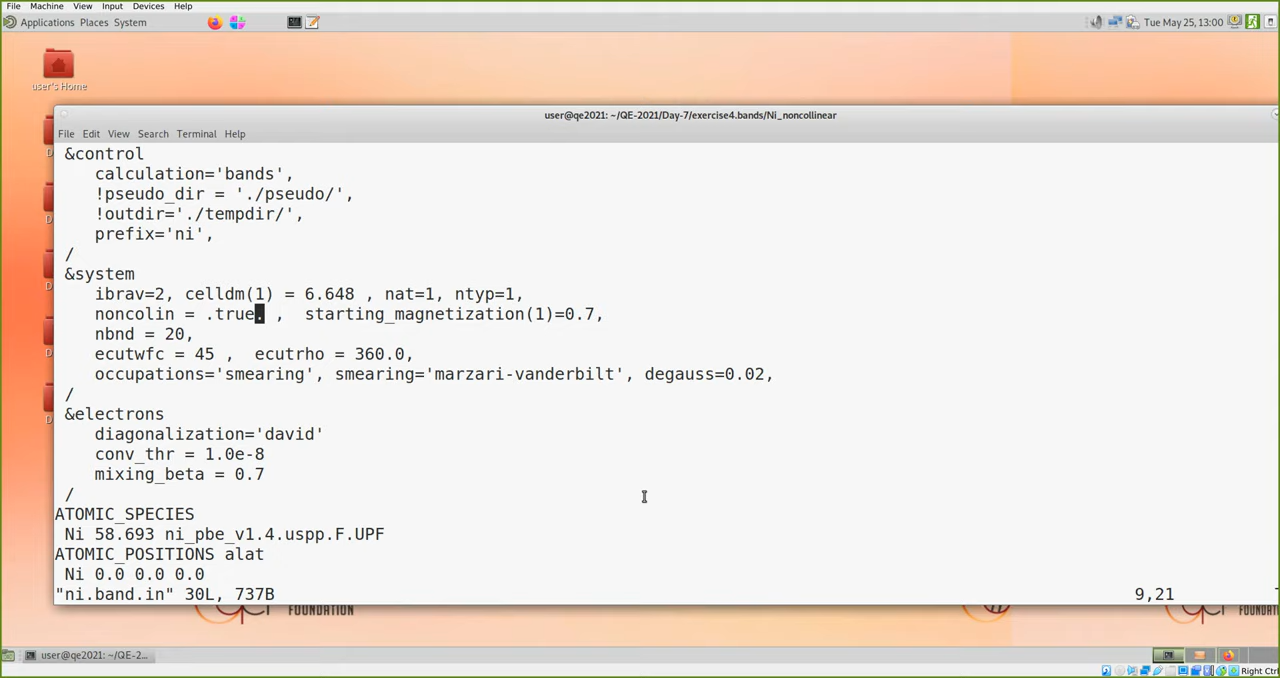 File Machine View Input Devices Help
Applications Places System
Tue May 25, 13:00
user's Home
user@qe2021: ~/QE-2021/Day-7/exercise4.bands/Ni_noncollinear
File Edit View Search Terminal Help
&control
calculation='bands',
!pseudo_dir = './pseudo/',
!outdir='./tempdir/',
prefix='ni',
/
&system
ibrav=2, celldm(1) = 6.648 , nat=1, ntyp=1,
noncolin = .true. , starting_magnetization(1)=0.7,
nbnd = 20,
ecutwfc = 45 , ecutrho = 360.0,
occupations='smearing', smearing='marzari-vanderbilt', degauss=0.02,
/
&electrons
diagonalization='david'
conv_thr = 1.0e-8
mixing_beta = 0.7
/
ATOMIC_SPECIES
Ni 58.693 ni_pbe_v1.4.uspp.F.UPF
ATOMIC_POSITIONS alat
Ni 0.0 0.0 0.0
"ni.band.in" 30L, 737B 9,21
FOUNDATION
user@qe2021: ~/QE-2...
Right Ctrl